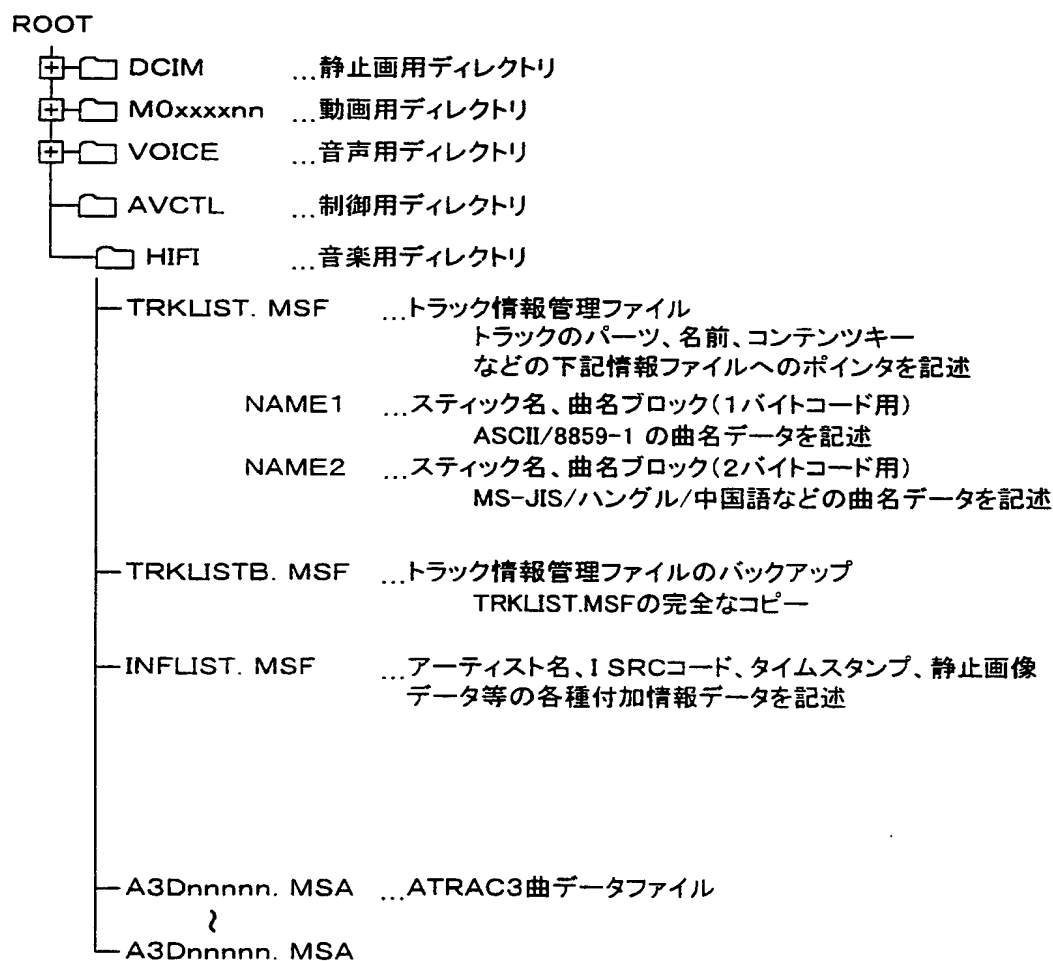 ROOT
DCIM ...静止画用ディレクトリ
MOxxxxnn ...動画用ディレクトリ
VOICE ...音声用ディレクトリ
AVCTL ...制御用ディレクトリ
HIFI ...音楽用ディレクトリ
TRKLIST. MSF ...トラック情報管理ファイル
トラックのパーツ、名前、コンテンツキー
などの下記情報ファイルへのポインタを記述
NAME1 ...スティック名、曲名ブロック(1バイトコード用)
ASCII/8859-1 の曲名データを記述
NAME2 ...スティック名、曲名ブロック(2バイトコード用)
MS-JIS/ハングル/中国語などの曲名データを記述
TRKLISTB. MSF ...トラック情報管理ファイルのバックアップ
TRKLIST.MSFの完全なコピー
INFLIST. MSF ...アーティスト名、I SRCコード、タイムスタンプ、静止画像
データ等の各種付加情報データを記述
A3Dnnnnn. MSA ...ATRAC3曲データファイル
~
A3Dnnnnn. MSA